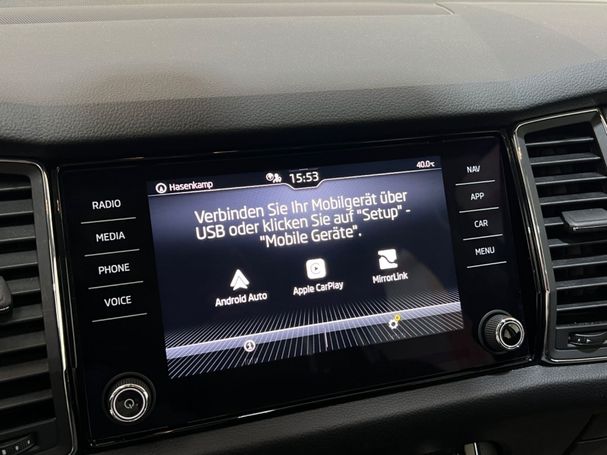 Hasenkamp
15:53
40.0°C
RADIO
MEDIA
PHONE
VOICE
NAV
APP
CAR
MENU
Verbinden Sie Ihr Mobilgerät über
USB oder klicken Sie auf "Setup" -
"Mobile Geräte".
Android Auto
Apple CarPlay
MirrorLink